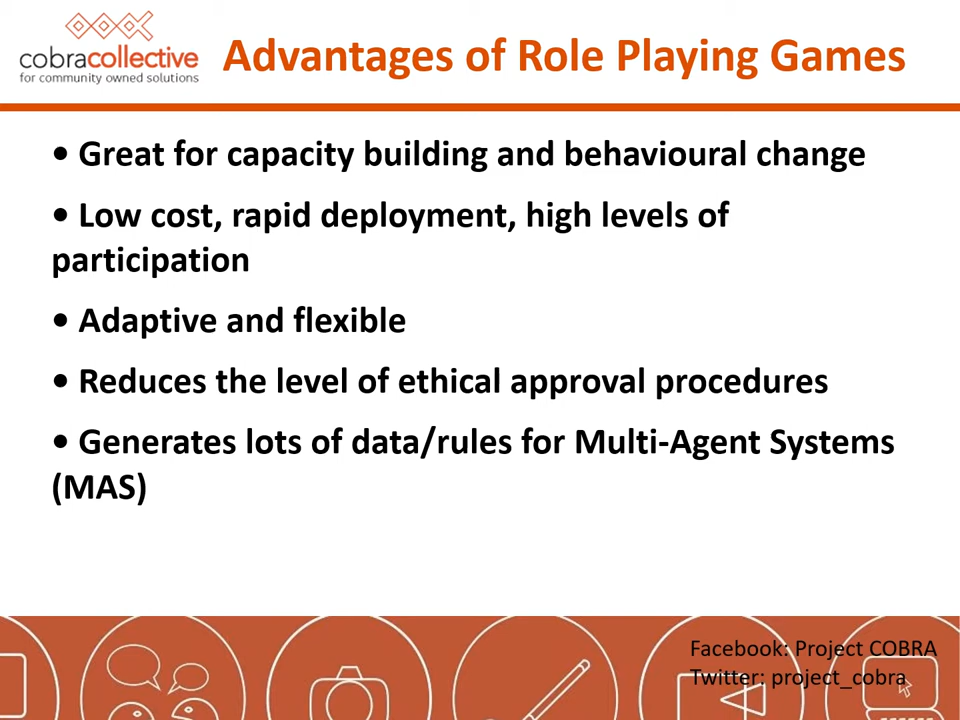 cobracollective
for community owned solutions
Advantages of Role Playing Games
• Great for capacity building and behavioural change
• Low cost, rapid deployment, high levels of
participation
• Adaptive and flexible
• Reduces the level of ethical approval procedures
• Generates lots of data/rules for Multi-Agent Systems
(MAS)
Facebook: Project COBRA
Twitter: project_cobra